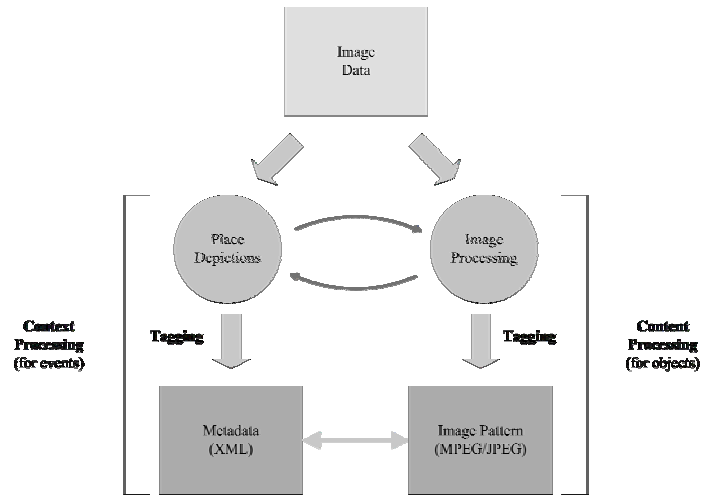 Image
Data
Place
Depictions
Image
Processing
Context
Processing
(for events)
Tagging
Tagging
Content
Processing
(for objects)
Metadata
(XML)
Image Pattern
(MPEG/JPEG)